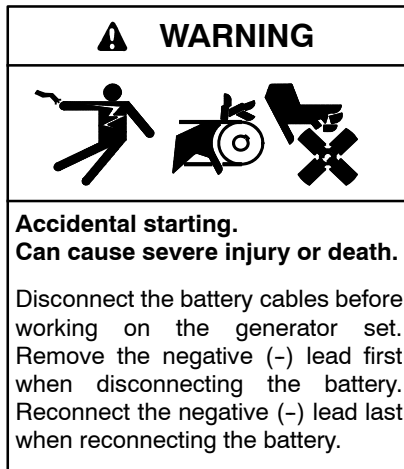 WARNING
Accidental starting.
Can cause severe injury or death.
Disconnect the battery cables before
working on the generator set.
Remove the negative (–) lead first
when disconnecting the battery.
Reconnect the negative (–) lead last
when reconnecting the battery.